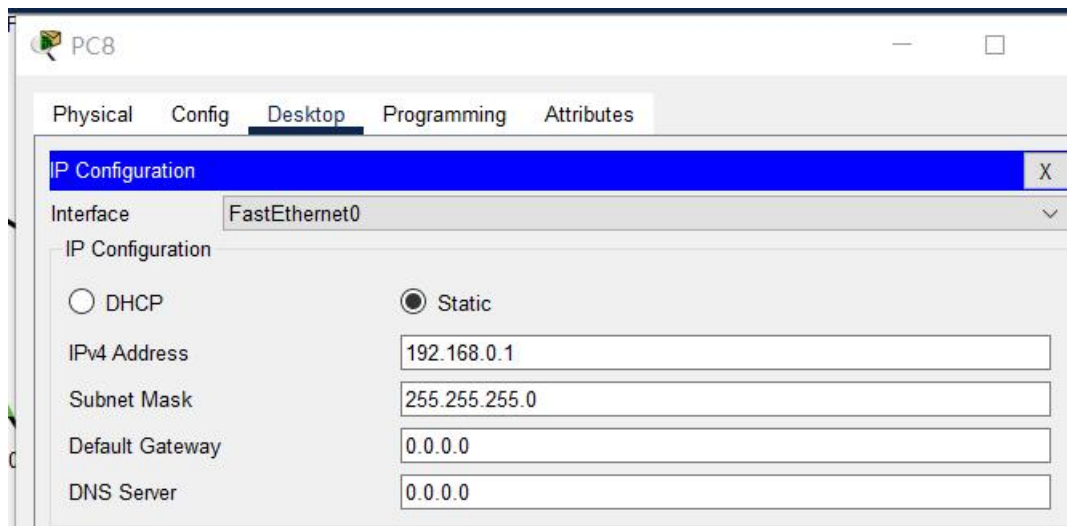 PC8
Physical Config Desktop Programming Attributes
IP Configuration X
Interface FastEthernet0
IP Configuration
DHCP Static
IPv4 Address 192.168.0.1
Subnet Mask 255.255.255.0
Default Gateway 0.0.0.0
DNS Server 0.0.0.0